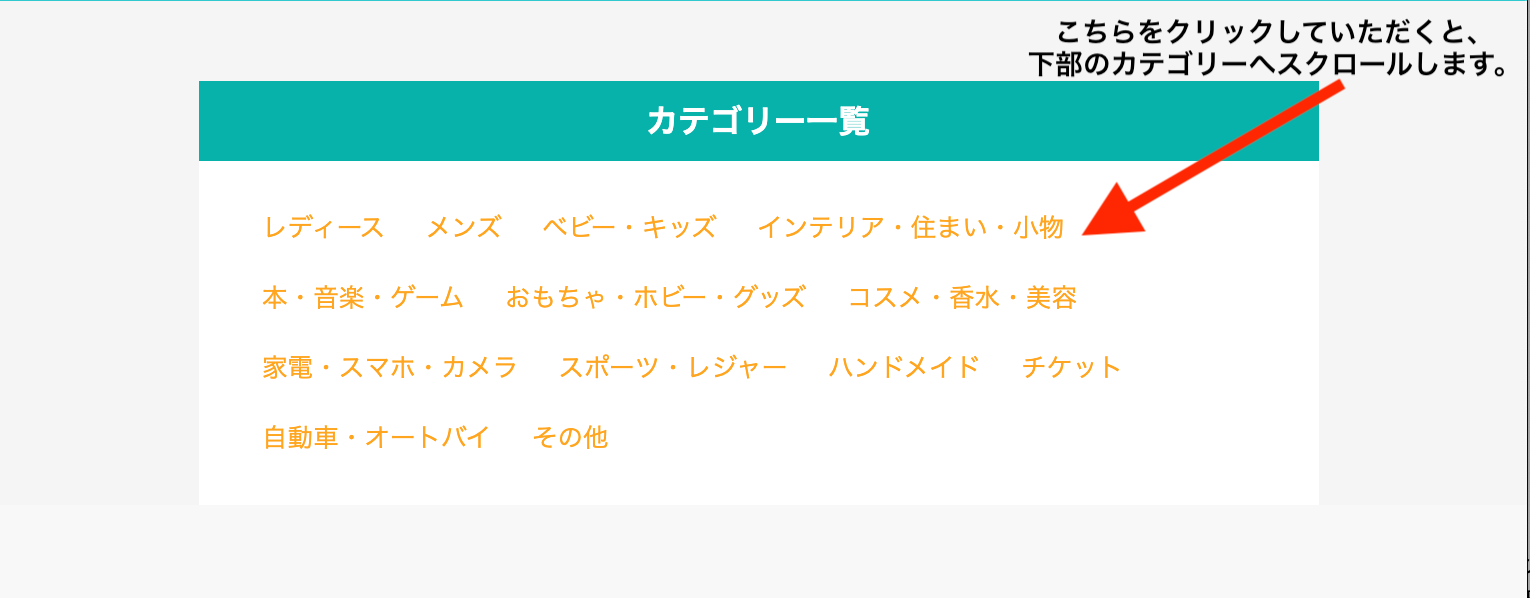 こちらをクリックしていただくと、
下部のカテゴリーへスクロールします。
カテゴリー一覧
レディース メンズ ベビー・キッズ インテリア・住まい・小物
本・音楽・ゲーム おもちゃ・ホビー・グッズ コスメ・香水・美容
家電・スマホ・カメラ スポーツ・レジャー ハンドメイド チケット
自動車・オートバイ その他